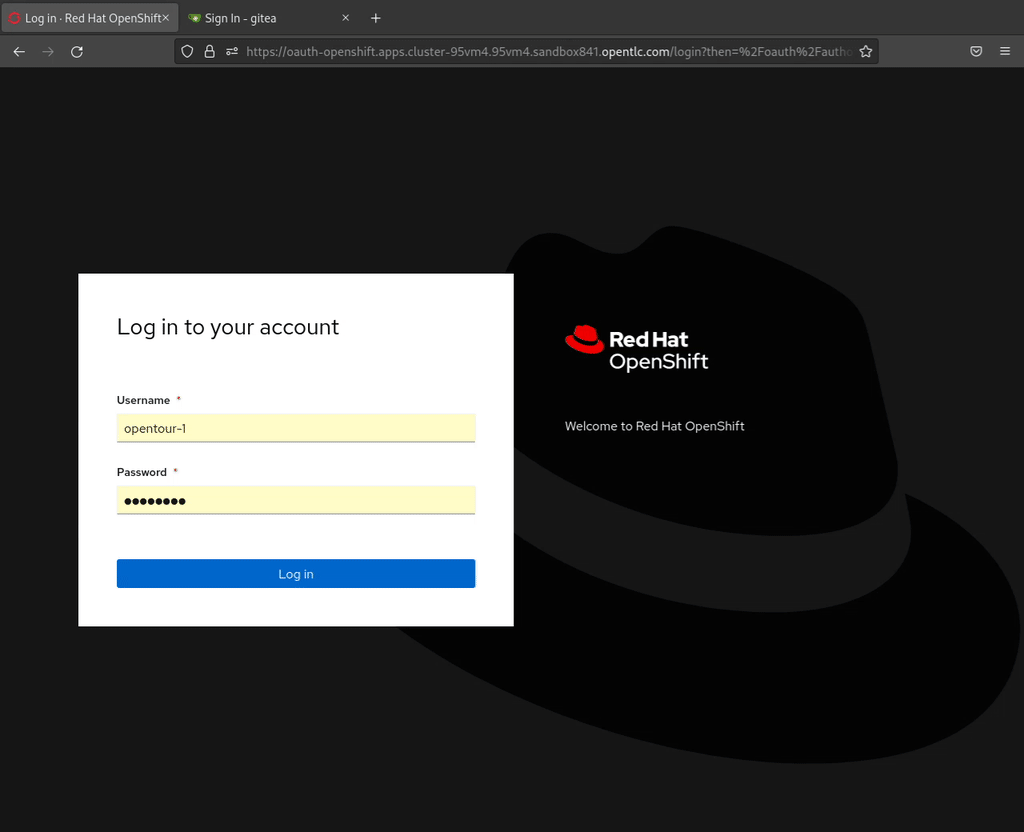 Log in · Red Hat OpenShift
Sign In - gitea
https://oauth-openshift.apps.cluster-95vm4.95vm4.sandbox841.opentlc.com/login?then=%2Foauth%2Fautho
Log in to your account
Username *
opentour-1
Password *
●●●●●●●●
Log in
Red Hat
OpenShift
Welcome to Red Hat OpenShift